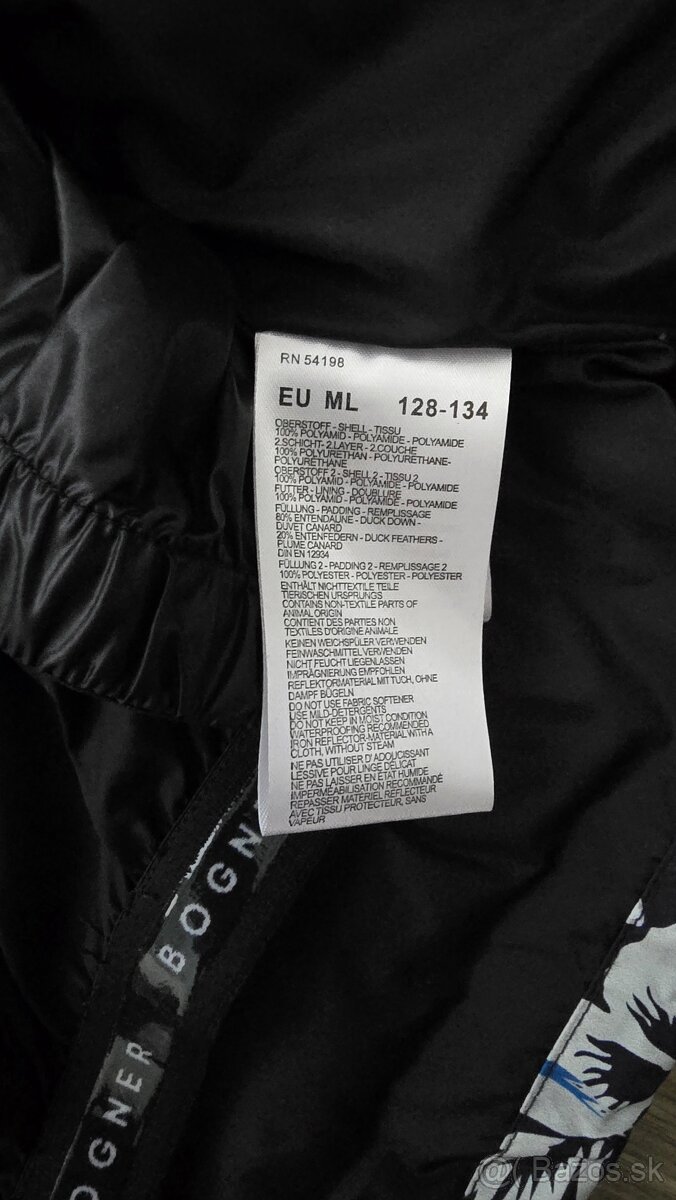 RN 54198
EU ML 128-134
OBERSTOFF - SHELL - TISSU
100% POLYAMID - POLYAMIDE - POLYAMIDE
2.SCHICHT- 2.LAYER - 2.COUCHE
100% POLYURETHAN - POLYURETHANE-
POLYURÉTHANE
OBERSTOFF 2 - SHELL 2 - TISSU 2
100% POLYAMID - POLYAMIDE - POLYAMIDE
FUTTER - LINING - DOUBLURE
100% POLYAMID - POLYAMIDE - POLYAMIDE
FÜLLUNG - PADDING - REMPLISSAGE
80% ENTENDAUNE - DUCK DOWN -
DUVET CANARD
20% ENTENFEDERN - DUCK FEATHERS -
PLUME CANARD
DIN EN 12934
FÜLLUNG 2 - PADDING 2 - REMPLISSAGE 2
100% POLYESTER - POLYESTER - POLYESTER
ENTHÄLT NICHTTEXTILE TEILE
TIERISCHEN URSPRUNGS
CONTAINS NON-TEXTILE PARTS OF
ANIMAL ORIGIN
CONTIENT DES PARTIES NON
TEXTILES D'ORIGINE ANIMALE
KEINEN WEICHSPÜLER VERWENDEN
FEINWASCHMITTEL VERWENDEN
NICHT FEUCHT LIEGENLASSEN
IMPRÄGNIERUNG EMPFOHLEN
REFLEKTORMATERIAL MIT TUCH, OHNE
DAMPF BÜGELN
DO NOT USE FABRIC SOFTENER
USE MILD-DETERGENTS
DO NOT KEEP IN MOIST CONDITION
WATERPROOFING RECOMMENDED
IRON REFLECTOR-MATERIAL WITH A
CLOTH, WITHOUT STEAM
NE PAS UTILISER D'ADOUCISSANT
LESSIVE POUR LINGE DÉLICAT
NE PAS LAISSER EN ÉTAT HUMIDE
IMPERMÉABILISATION RECOMMANDÉ
REPASSER MATÉRIEL RÉFLECTEUR
AVEC TISSU PROTECTEUR, SANS
VAPEUR
BOGN
OGNER
@ Bazos.sk